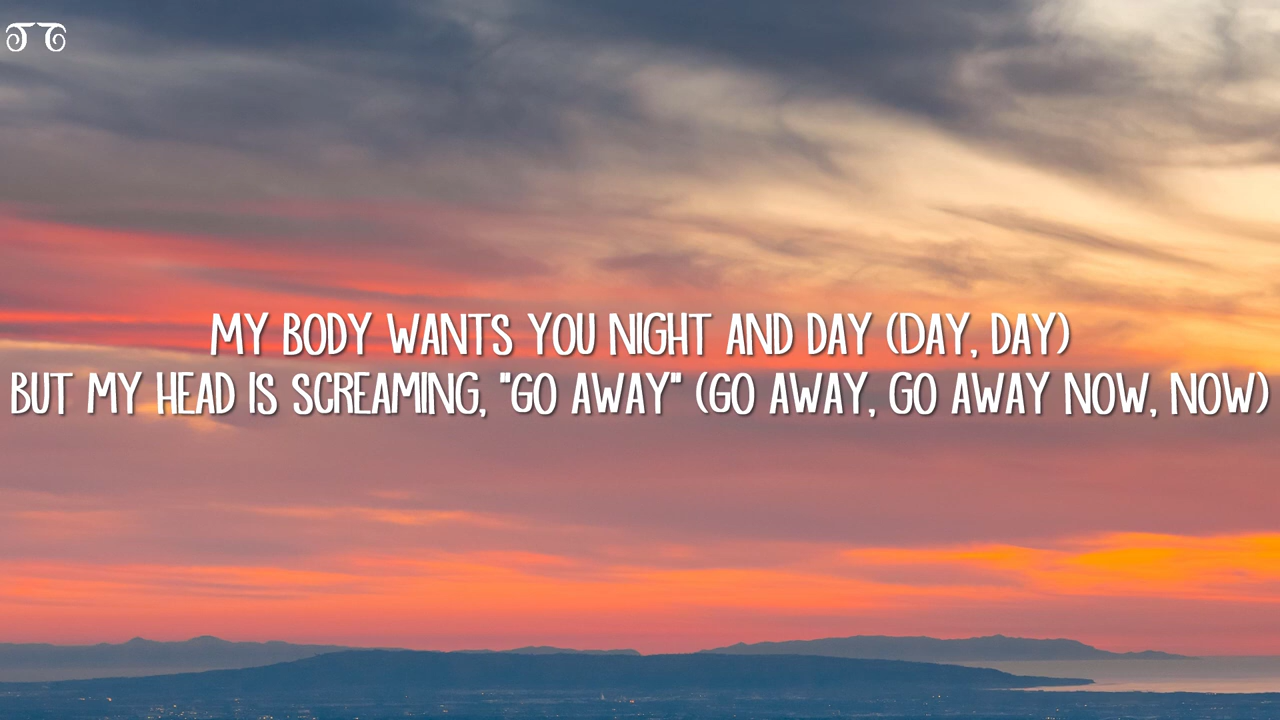 MY BODY WANTS YOU NIGHT AND DAY (DAY, DAY)
BUT MY HEAD IS SCREAMING, "GO AWAY" (GO AWAY, GO AWAY NOW, NOW)